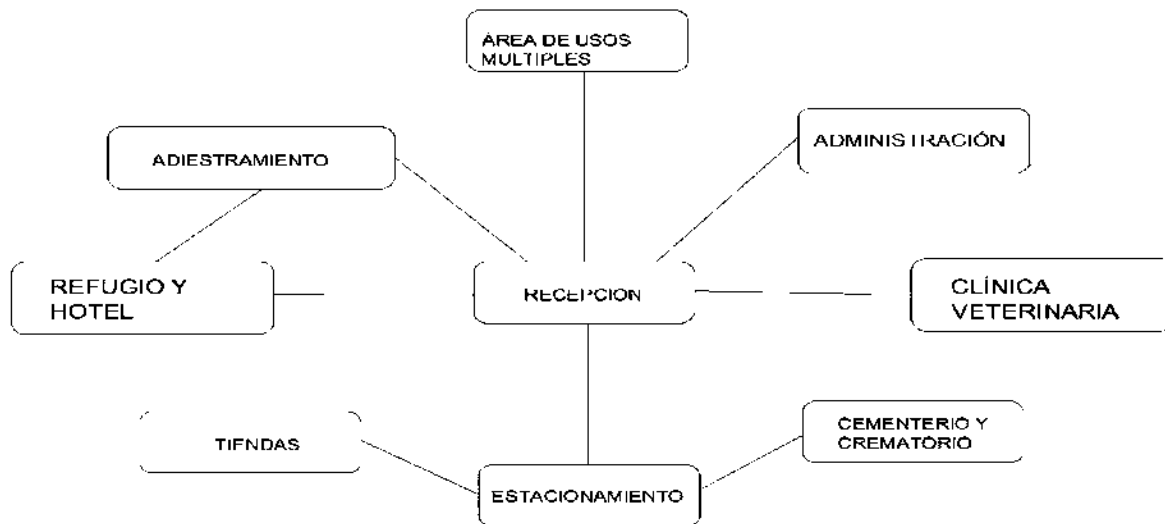 ÁREA DE USOS
MULTIPLES
ADMINISTRACIÓN
ADIESTRAMIENTO
REFUGIO Y
HOTEL
RECEPCION
CLÍNICA
VETERINARIA
TIENDAS
CEMENTERIO Y
CREMATORIO
ESTACIONAMIENTO